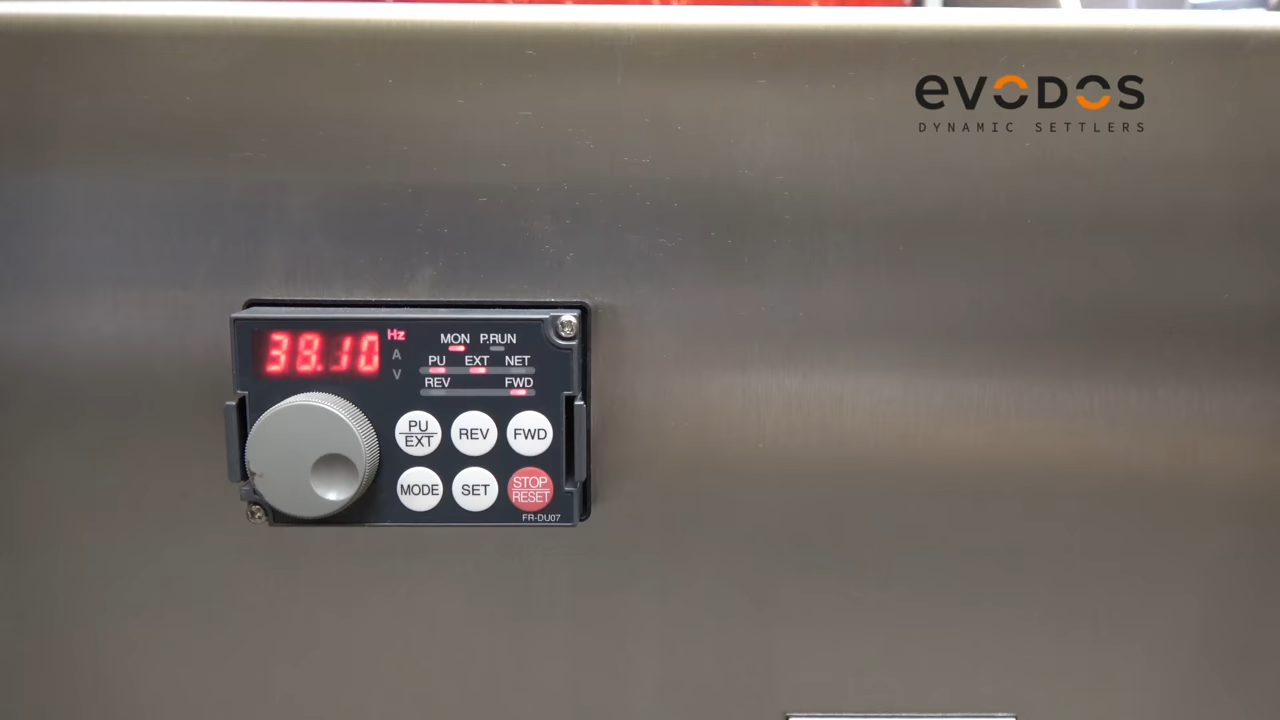 evodos
DYNAMIC SETTLERS
38.10 Hz
A
V
MON P.RUN
PU EXT NET
REV FWD
PU
EXT
REV
FWD
MODE
SET
STOP
RESET
FR-DU07